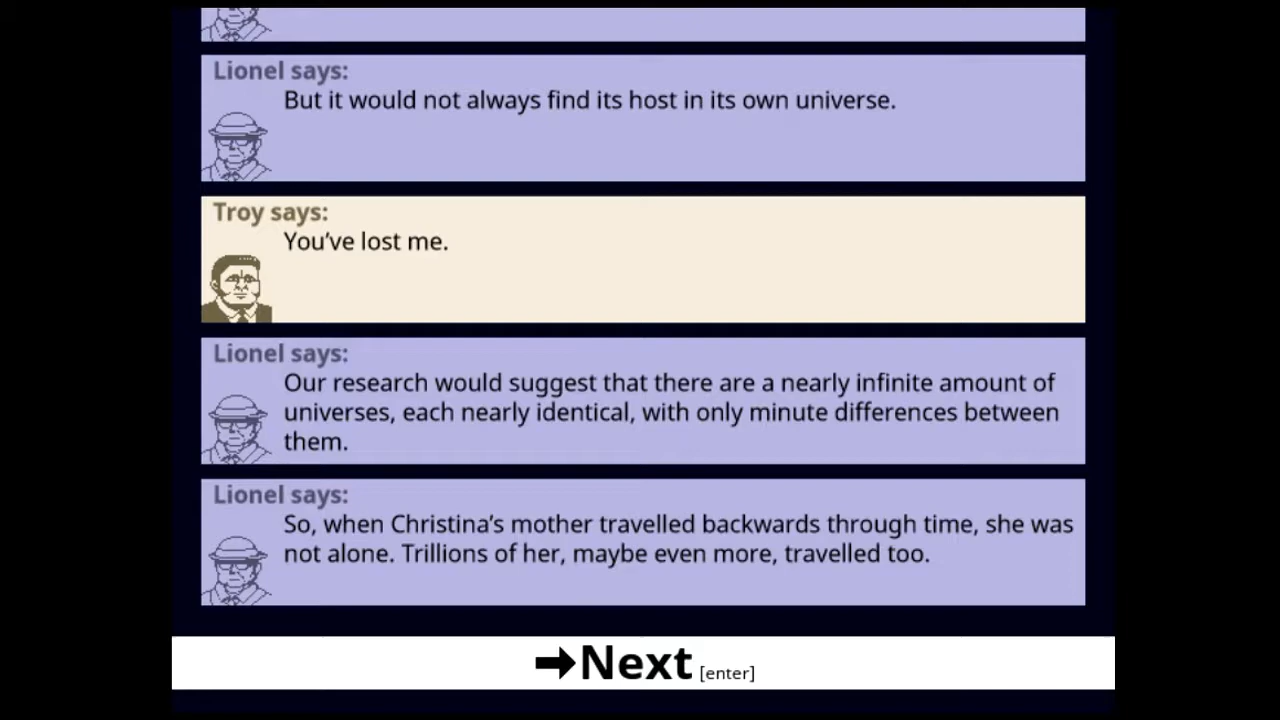 Lionel says:
But it would not always find its host in its own universe.
Troy says:
You’ve lost me.
Lionel says:
Our research would suggest that there are a nearly infinite amount of
universes, each nearly identical, with only minute differences between
them.
Lionel says:
So, when Christina’s mother travelled backwards through time, she was
not alone. Trillions of her, maybe even more, travelled too.
➡Next [enter]